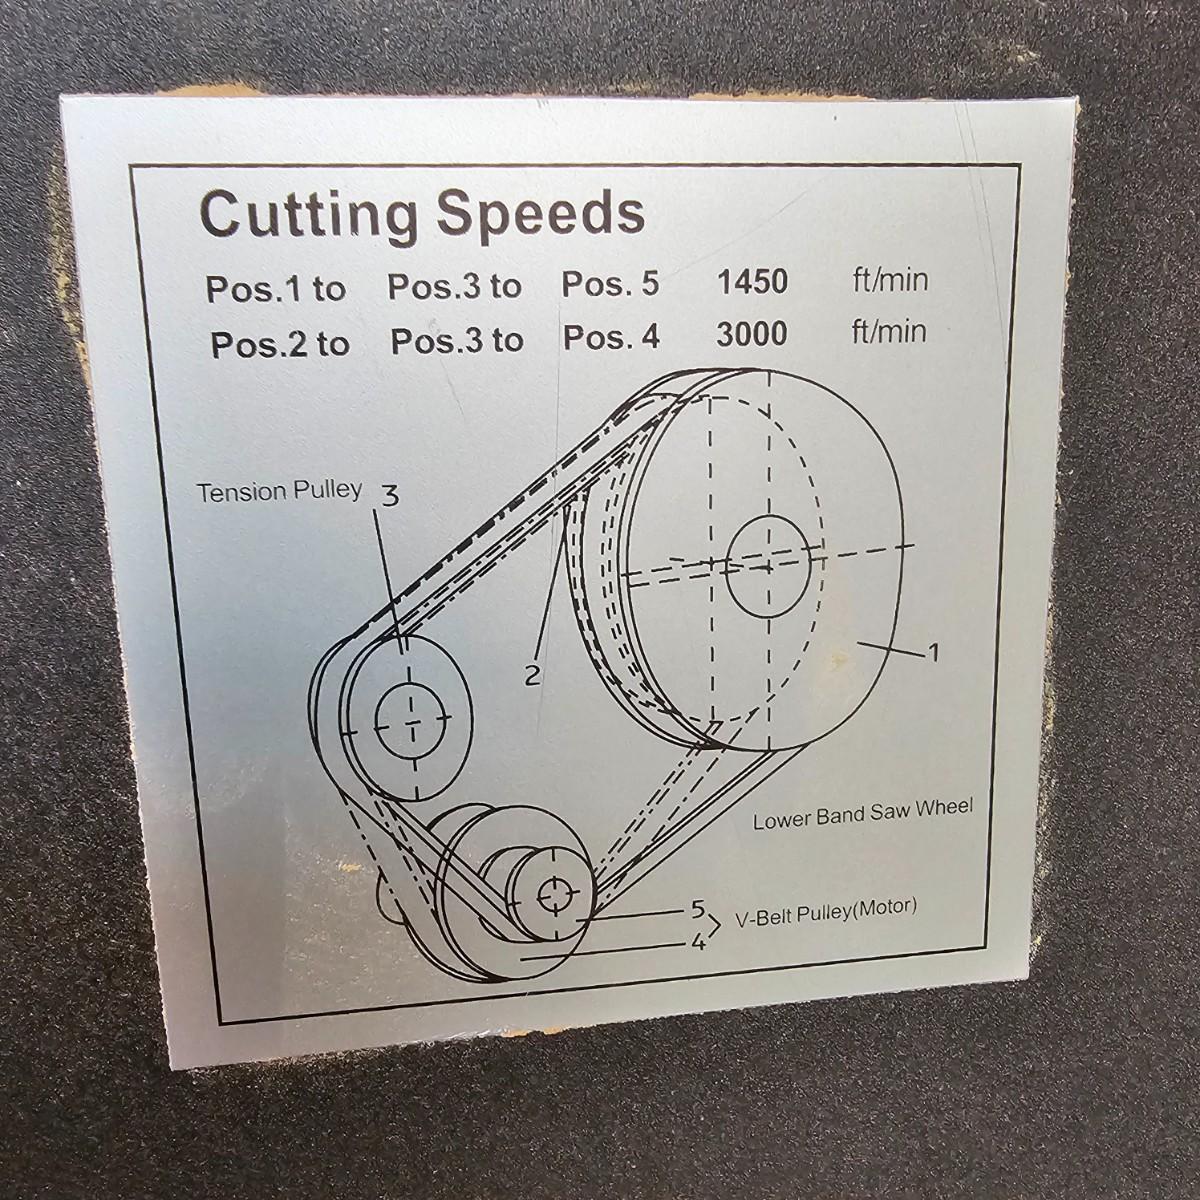 Cutting Speeds
Pos.1 to Pos.3 to Pos. 5 1450 ft/min
Pos.2 to Pos.3 to Pos. 4 3000 ft/min
Tension Pulley 3
2
1
Lower Band Saw Wheel
5
V-Belt Pulley(Motor)
4